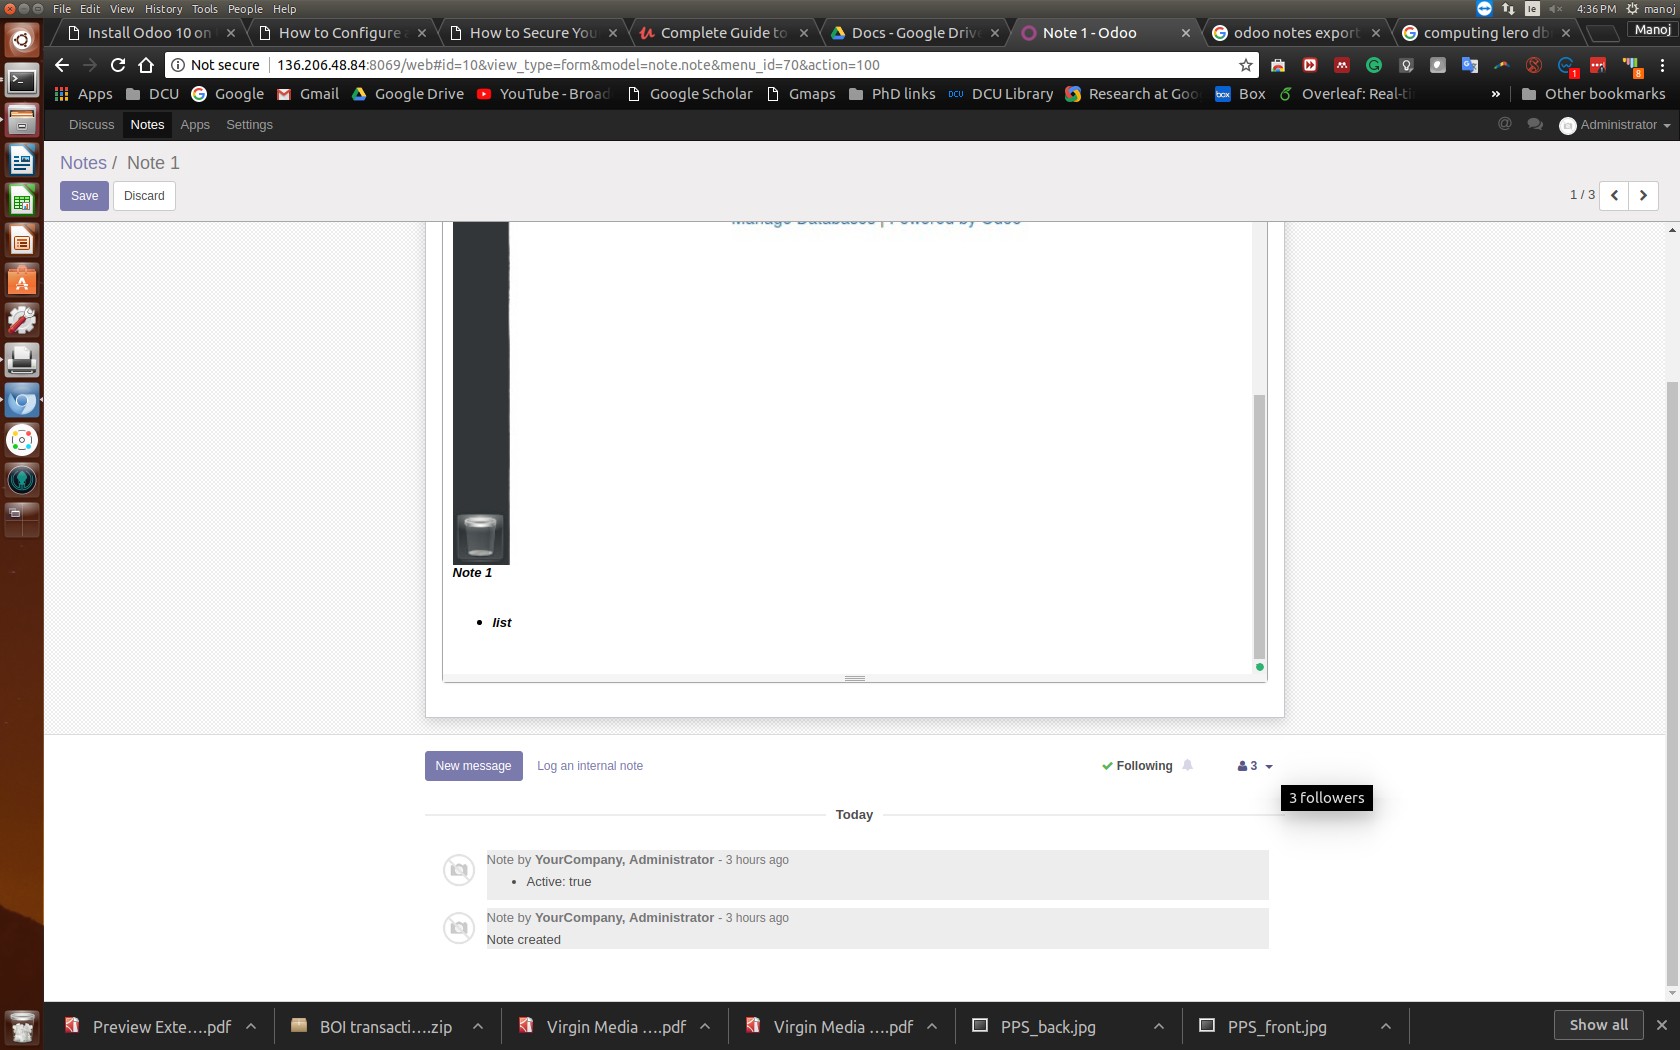 File Edit View History Tools People Help
4:36 PM manoj
Install Odoo 10 on
How to Configure
How to Secure You
Complete Guide to
Docs - Google Drive
Note 1 - Odoo
odoo notes export
computing lero db
Manoj
Not secure 136.206.48.84:8069/web#id=10&view_type=form&model=note.note&menu_id=70&action=100
Apps DCU Google Gmail Google Drive YouTube - Broad Google Scholar Gmaps PhD links DCU Library Research at Goo Box Overleaf: Real-ti » Other bookmarks
Discuss Notes Apps Settings @ Administrator
Notes / Note 1
Save Discard 1 / 3
Manage Databases | Powered by Odoo
Note 1
• list
New message Log an internal note Following 3
3 followers
Today
Note by YourCompany, Administrator - 3 hours ago
• Active: true
Note by YourCompany, Administrator - 3 hours ago
Note created
Preview Exte....pdf BOI transacti....zip Virgin Media ....pdf Virgin Media ....pdf PPS_back.jpg PPS_front.jpg Show all